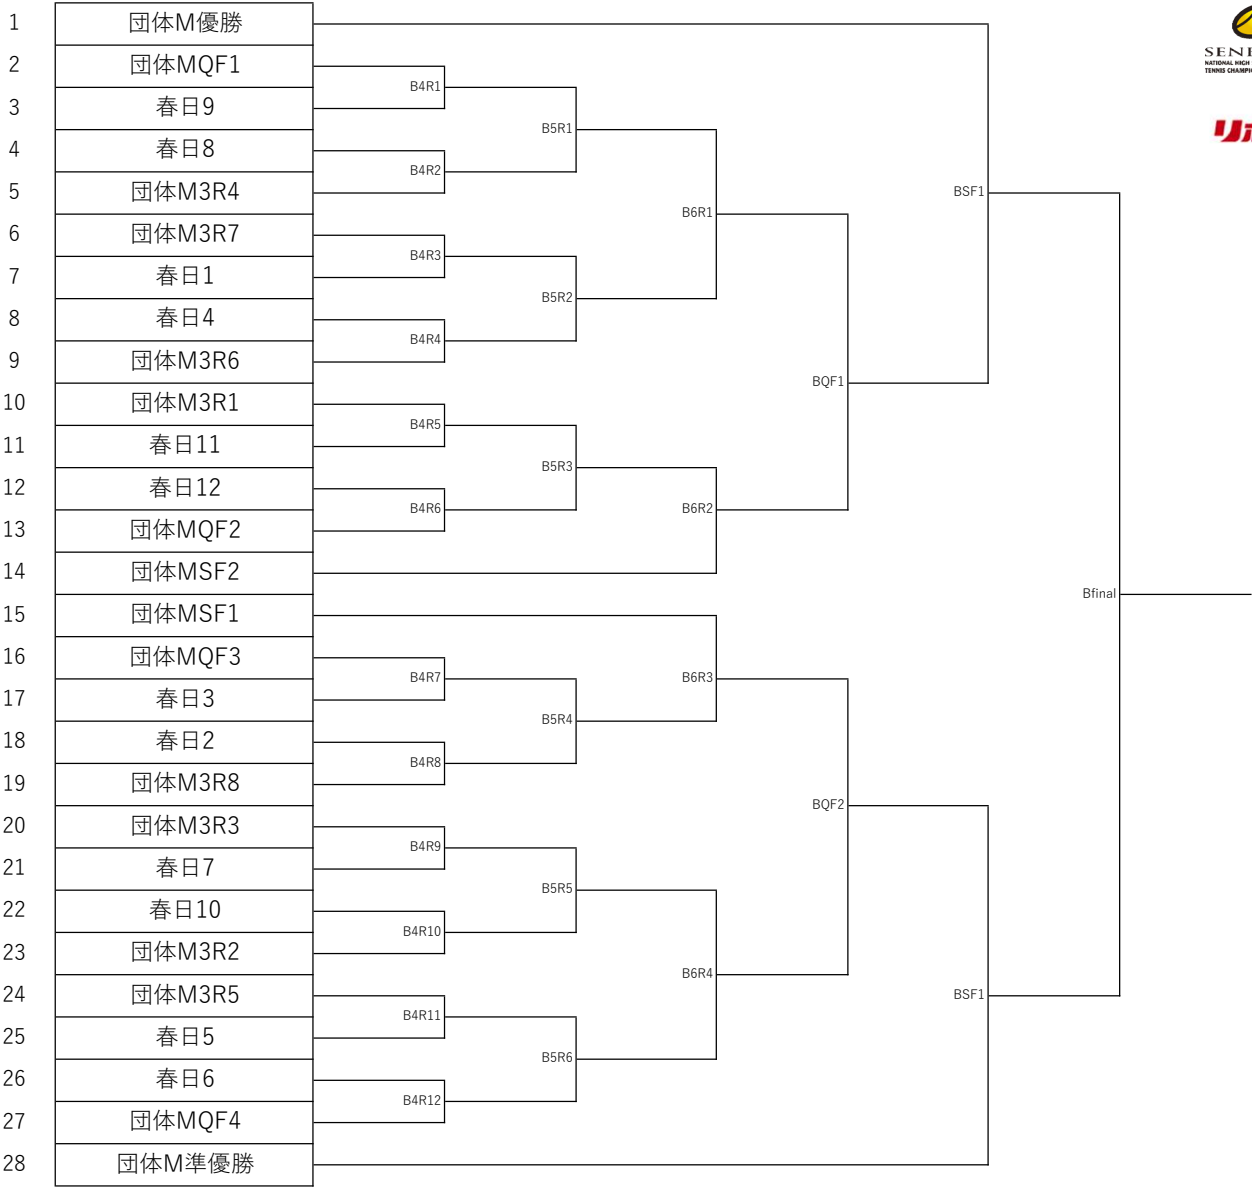 1 団体M優勝
2 団体MQF1
3 春日9
4 春日8
5 団体M3R4
6 団体M3R7
7 春日1
8 春日4
9 団体M3R6
10 団体M3R1
11 春日11
12 春日12
13 団体MQF2
14 団体MSF2
15 団体MSF1
16 団体MQF3
17 春日3
18 春日2
19 団体M3R8
20 団体M3R3
21 春日7
22 春日10
23 団体M3R2
24 団体M3R5
25 春日5
26 春日6
27 団体MQF4
28 団体M準優勝
B4R1
B4R2
B4R3
B4R4
B4R5
B4R6
B4R7
B4R8
B4R9
B4R10
B4R11
B4R12
B5R1
B5R2
B5R3
B5R4
B5R5
B5R6
B6R1
B6R2
B6R3
B6R4
BQF1
BQF2
BSF1
BSF1
Bfinal
NATIONAL HIGH
TENNIS